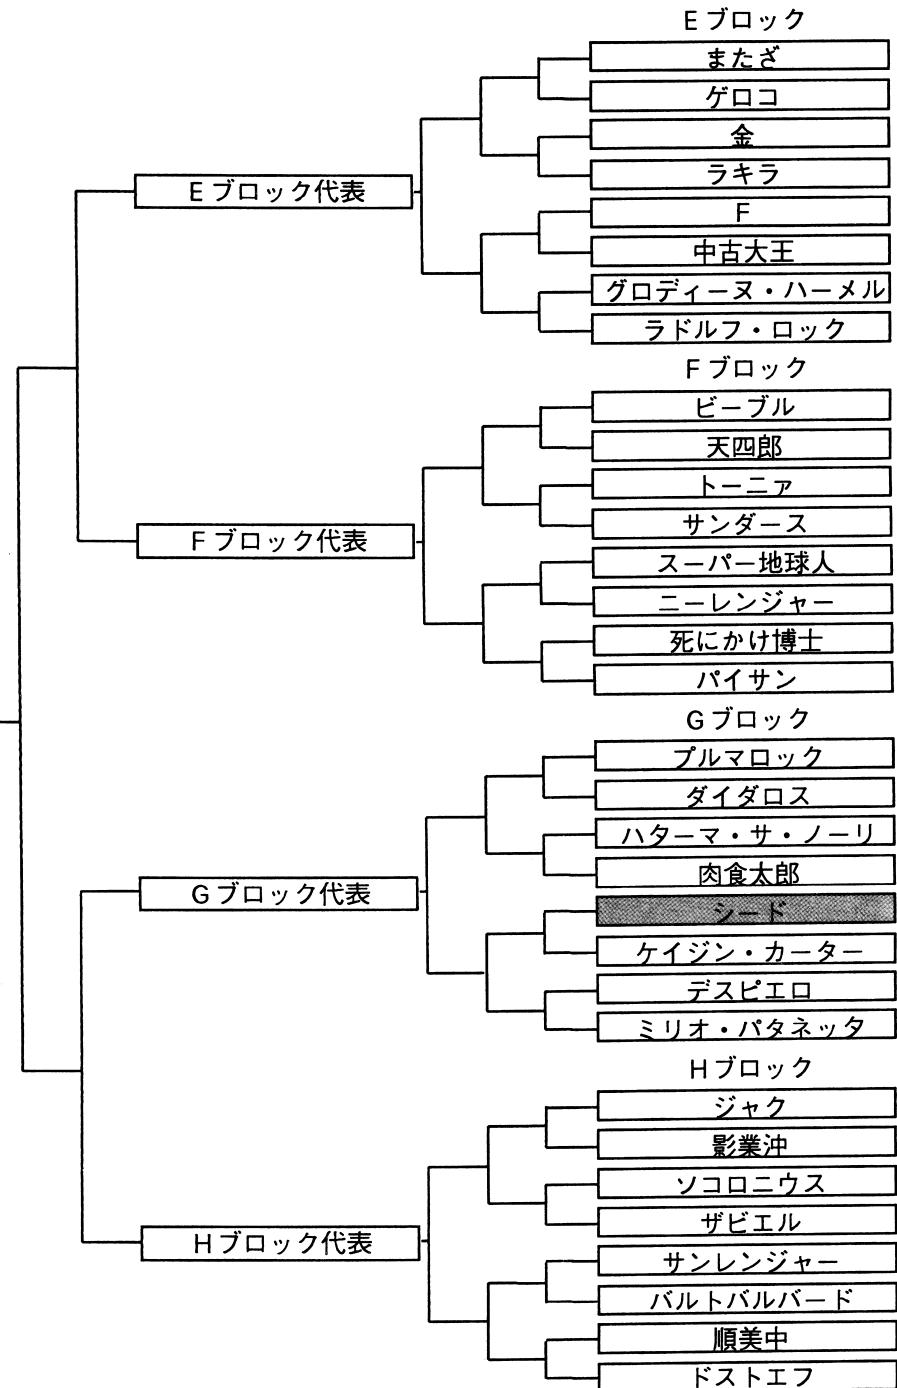 Eブロック
またざ
ゲロコ
金
ラキラ
Eブロック代表
F
中古大王
グロディーヌ・ハーメル
ラドルフ・ロック
Fブロック
ビーブル
天四郎
トーニァ
サンダース
Fブロック代表
スーパー地球人
ニーレンジャー
死にかけ博士
パイサン
Gブロック
プルマロック
ダイダロス
ハターマ・サ・ノーリ
肉食太郎
Gブロック代表
シード
ケイジン・カーター
デスピエロ
ミリオ・パタネッタ
Hブロック
ジャク
影業沖
ソコロニウス
ザビエル
Hブロック代表
サンレンジャー
バルトバルバード
順美中
ドストエフ